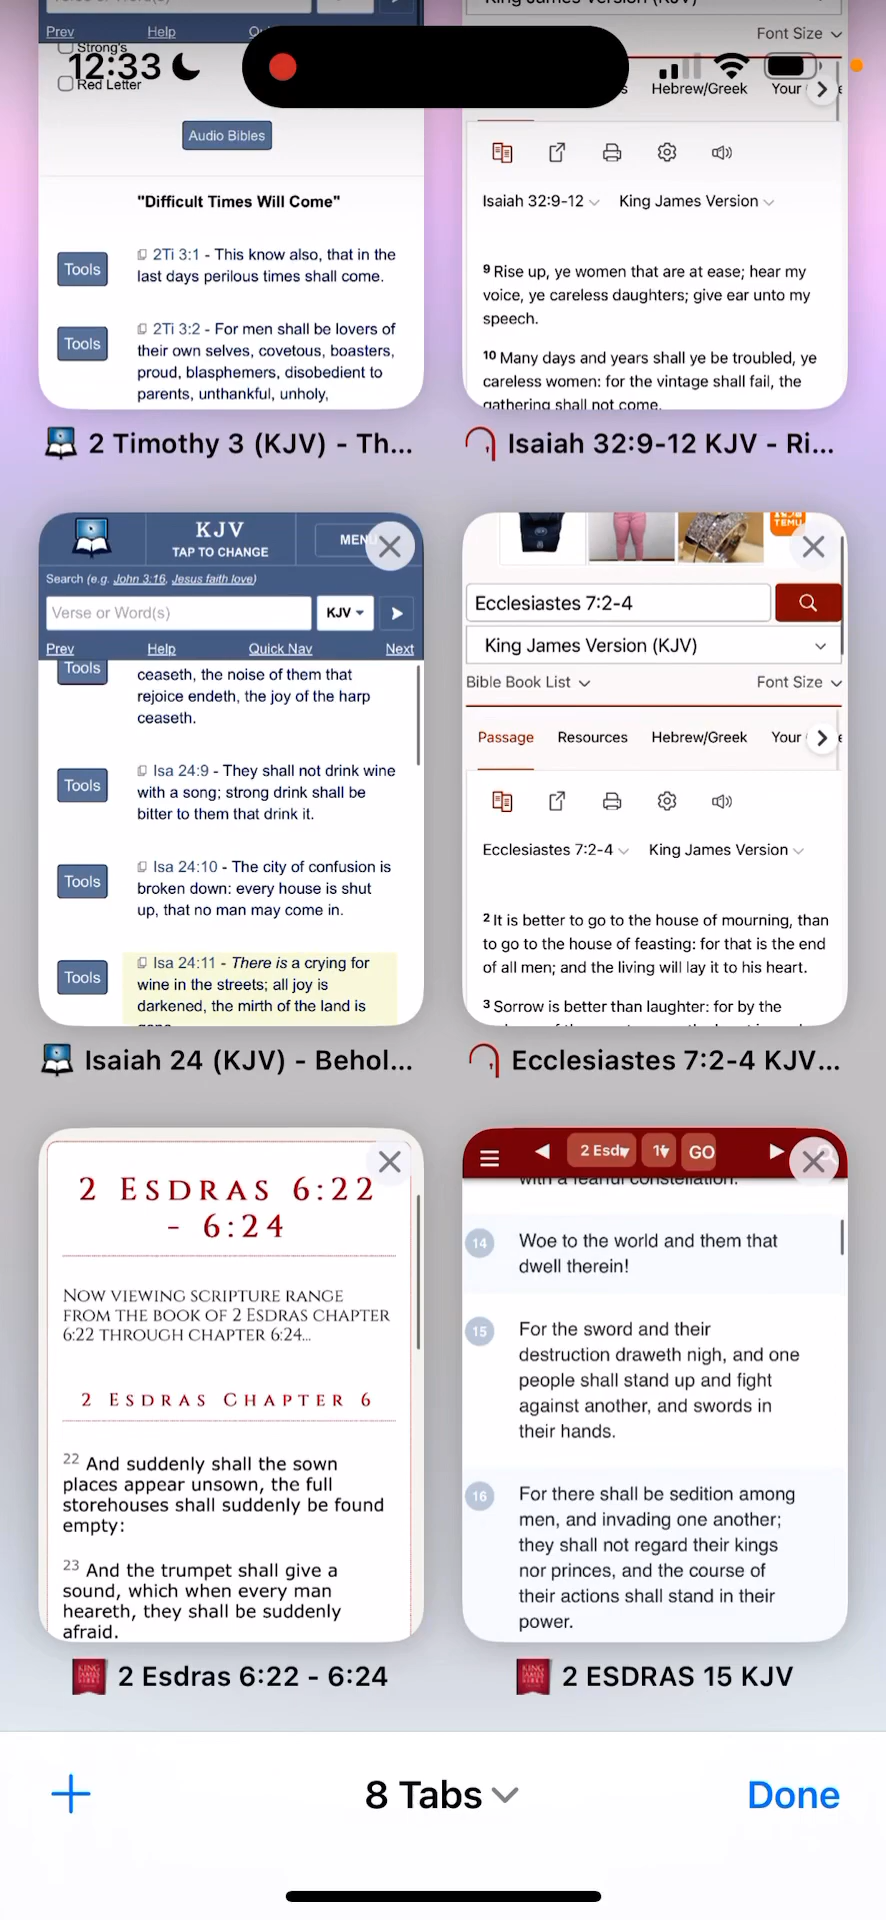 Prev Help
Strong's
12:33
Red Letter
Audio Bibles
"Difficult Times Will Come"
Tools
2Ti 3:1 - This know also, that in the
last days perilous times shall come.
Tools
2Ti 3:2 - For men shall be lovers of
their own selves, covetous, boasters,
proud, blasphemers, disobedient to
parents, unthankful, unholy,
2 Timothy 3 (KJV) - Th...
King James Version (KJV)
Font Size
Hebrew/Greek Your
Isaiah 32:9-12 King James Version
9 Rise up, ye women that are at ease; hear my
voice, ye careless daughters; give ear unto my
speech.
10 Many days and years shall ye be troubled, ye
careless women: for the vintage shall fail, the
gathering shall not come.
Isaiah 32:9-12 KJV - Ri...
KJV
TAP TO CHANGE
MENU
Search (e.g. John 3:16, Jesus faith love)
Verse or Word(s) KJV
Prev Help Quick Nav Next
Tools
ceaseth, the noise of them that
rejoice endeth, the joy of the harp
ceaseth.
Tools
Isa 24:9 - They shall not drink wine
with a song; strong drink shall be
bitter to them that drink it.
Tools
Isa 24:10 - The city of confusion is
broken down: every house is shut
up, that no man may come in.
Tools
Isa 24:11 - There is a crying for
wine in the streets; all joy is
darkened, the mirth of the land is
Isaiah 24 (KJV) - Behol...
TEMU
Ecclesiastes 7:2-4
King James Version (KJV)
Bible Book List Font Size
Passage Resources Hebrew/Greek Your
Ecclesiastes 7:2-4 King James Version
2 It is better to go to the house of mourning, than
to go to the house of feasting: for that is the end
of all men; and the living will lay it to his heart.
3 Sorrow is better than laughter: for by the
Ecclesiastes 7:2-4 KJV...
2 Esdras 6:22
- 6:24
Now viewing scripture range
from the book of 2 Esdras chapter
6:22 through chapter 6:24...
2 Esdras Chapter 6
22 And suddenly shall the sown
places appear unsown, the full
storehouses shall suddenly be found
empty:
23 And the trumpet shall give a
sound, which when every man
heareth, they shall be suddenly
afraid.
2 Esdras 6:22 - 6:24
2 Esd GO
with a fearful constellation.
14 Woe to the world and them that
dwell therein!
15 For the sword and their
destruction draweth nigh, and one
people shall stand up and fight
against another, and swords in
their hands.
16 For there shall be sedition among
men, and invading one another;
they shall not regard their kings
nor princes, and the course of
their actions shall stand in their
power.
KING JAMES BIBLE
2 ESDRAS 15 KJV
8 Tabs
Done